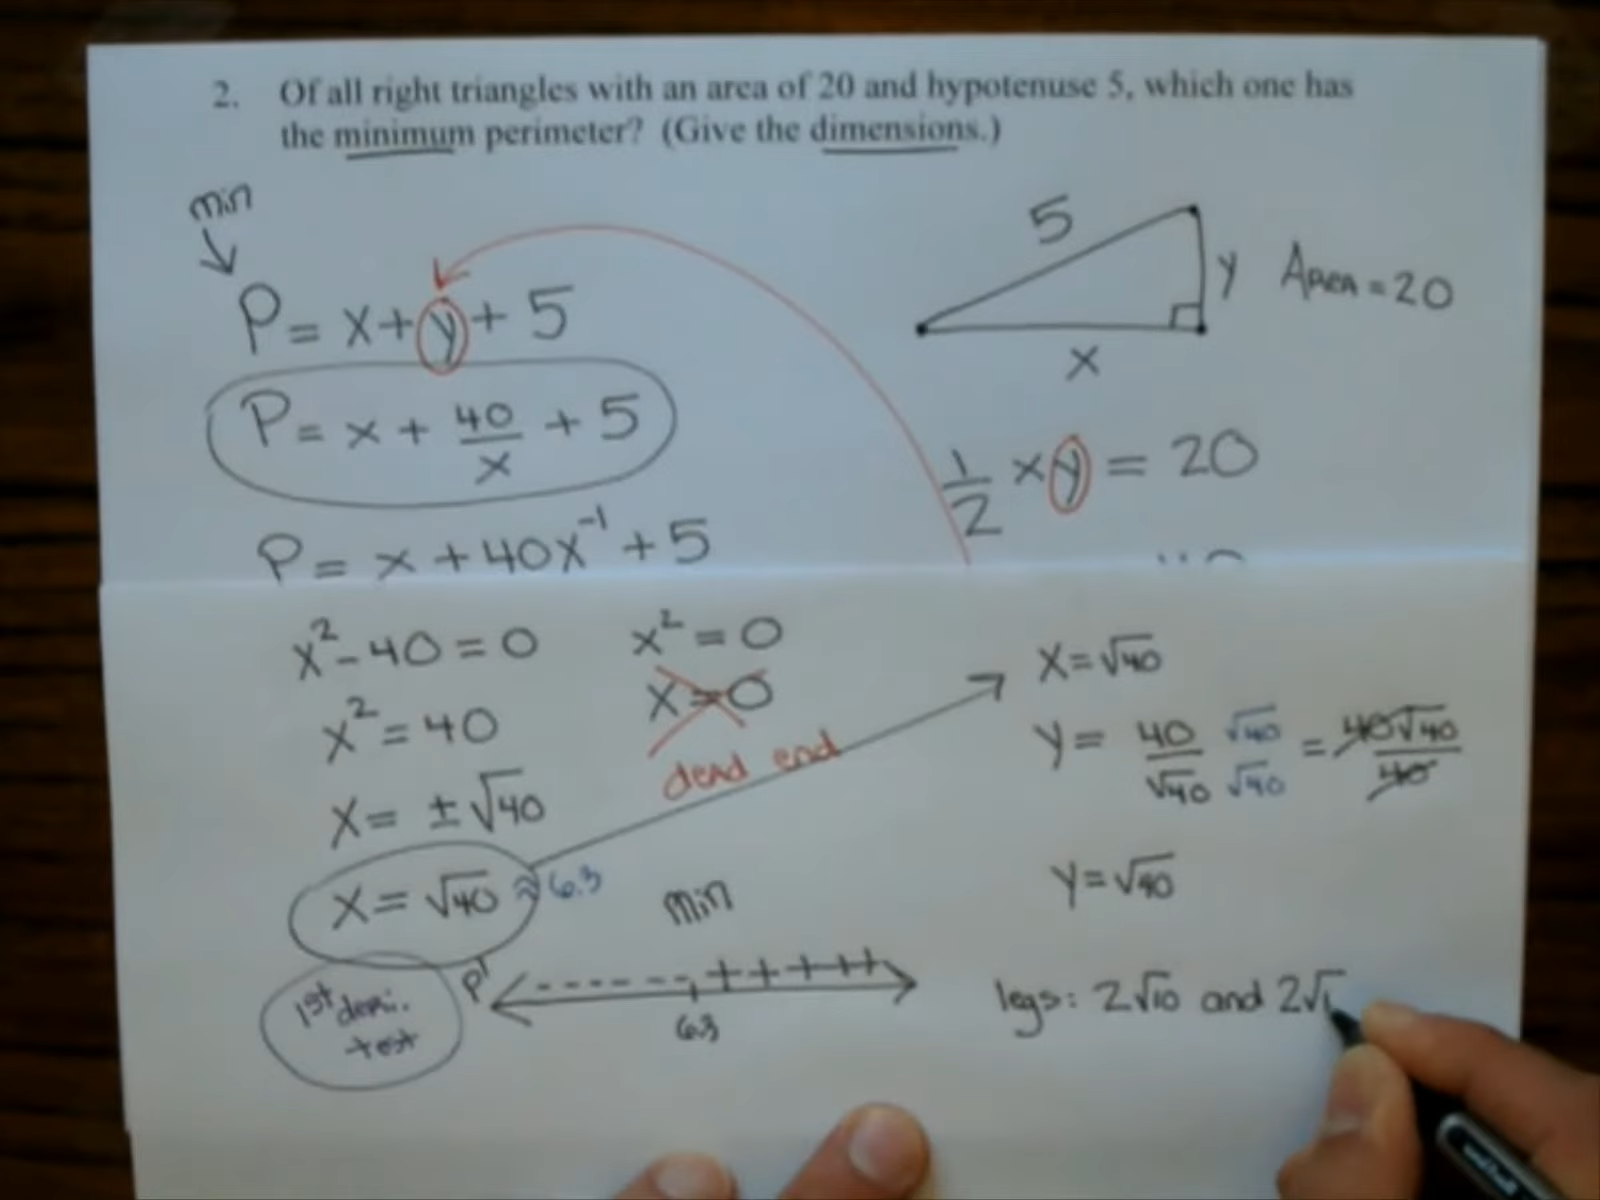 2. Of all right triangles with an area of 20 and hypotenuse 5, which one has
the minimum perimeter? (Give the dimensions.)
min
P = x + y + 5
P = x + 40/x + 5
P = x + 40x⁻¹ + 5
5
y
Area = 20
x
1/2 xy = 20
x² - 40 = 0
x² = 40
x = ± √40
x = √40 ≈ 6.3
x² = 0
x = 0
dead end
1st deri.
test
P'
- - - - - - + + + + +
min
6.3
x = √40
y = 40/√40 √40/√40 = 40√40/40
y = √40
legs: 2√10 and 2√